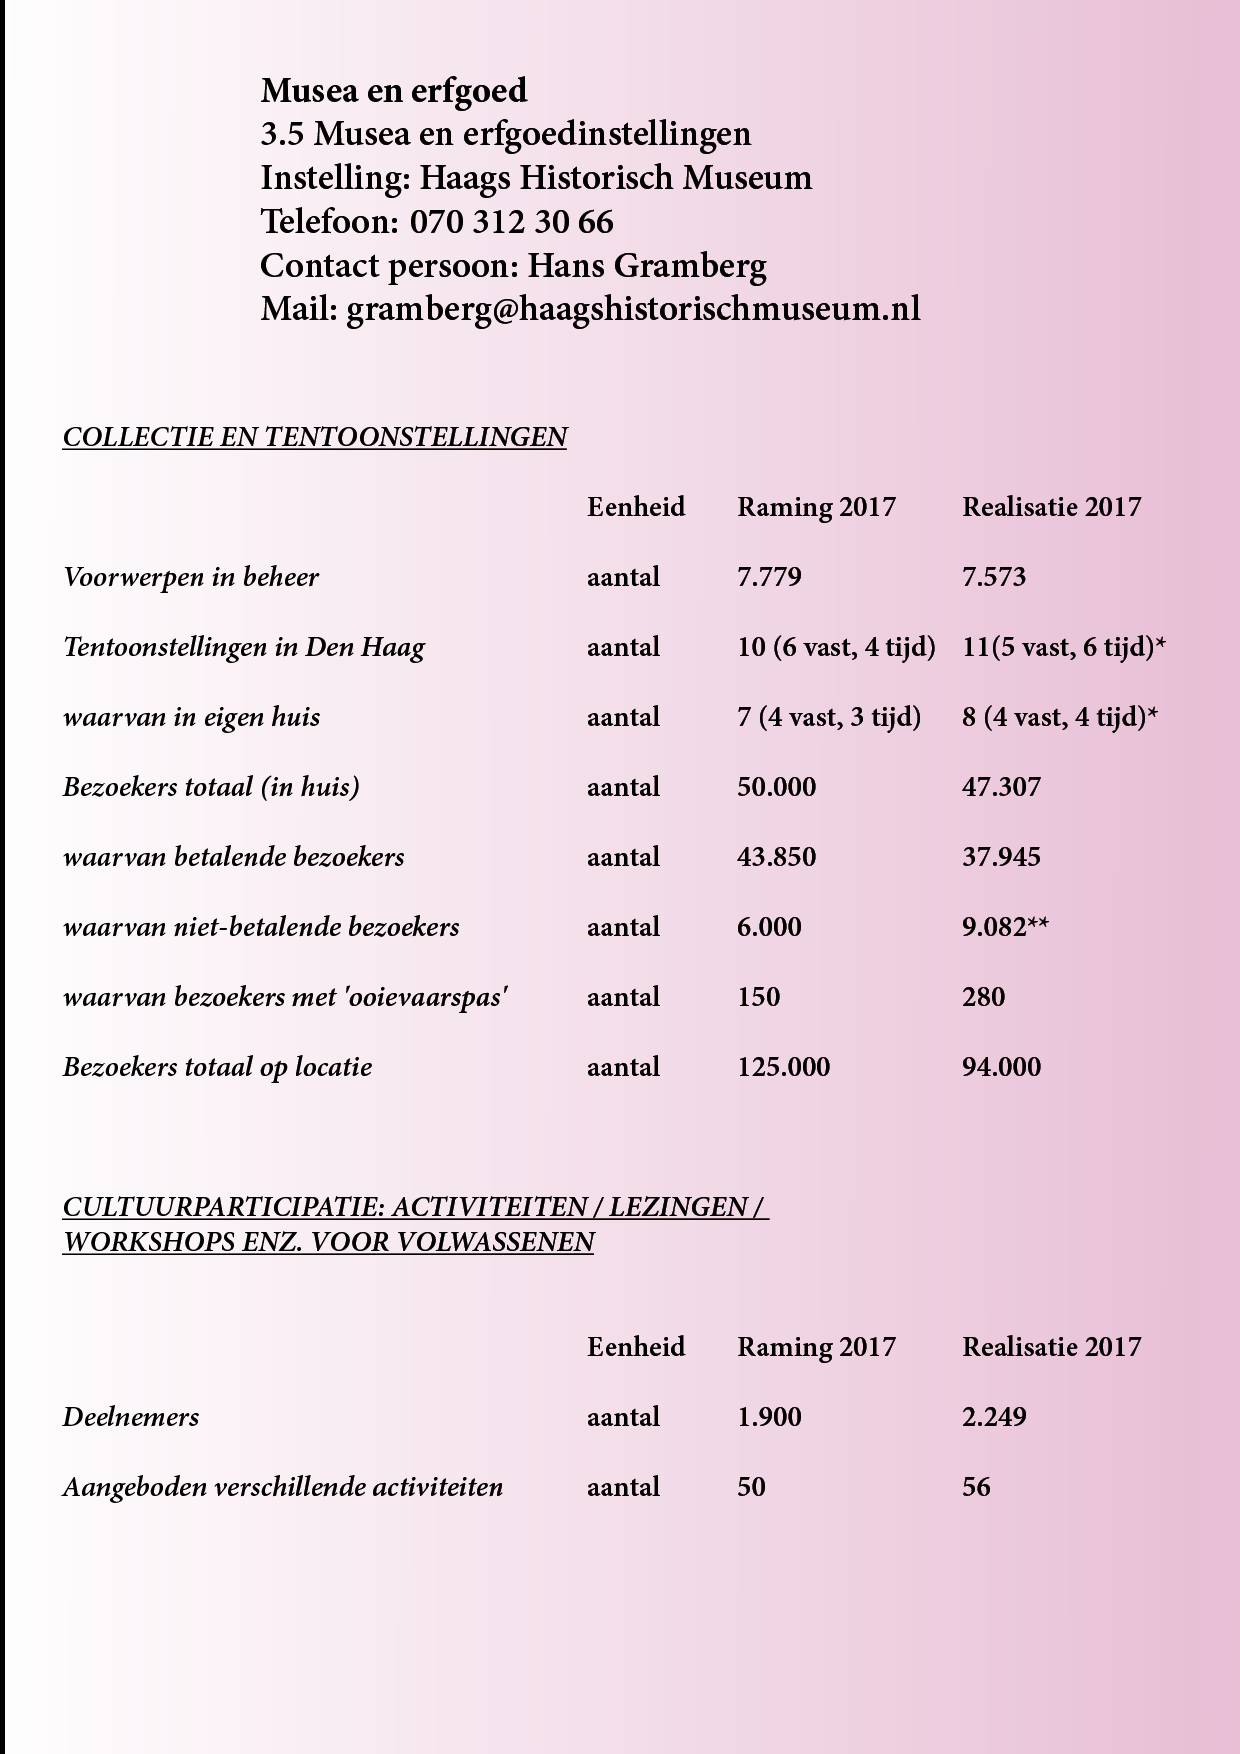 Musea en erfgoed
3.5 Musea en erfgoedinstellingen
Instelling: Haags Historisch Museum
Telefoon: 070 312 30 66
Contact persoon: Hans Gramberg
Mail: gramberg@haagshistorischmuseum.nl
COLLECTIE EN TENTOONSTELLINGEN
Eenheid Raming 2017 Realisatie 2017
Voorwerpen in beheer aantal 7.779 7.573
Tentoonstellingen in Den Haag aantal 10 (6 vast, 4 tijd) 11(5 vast, 6 tijd)*
waarvan in eigen huis aantal 7 (4 vast, 3 tijd) 8 (4 vast, 4 tijd)*
Bezoekers totaal (in huis) aantal 50.000 47.307
waarvan betalende bezoekers aantal 43.850 37.945
waarvan niet-betalende bezoekers aantal 6.000 9.082**
waarvan bezoekers met 'ooievaarspas' aantal 150 280
Bezoekers totaal op locatie aantal 125.000 94.000
CULTUURPARTICIPATIE: ACTIVITEITEN / LEZINGEN /
WORKSHOPS ENZ. VOOR VOLWASSENEN
Eenheid Raming 2017 Realisatie 2017
Deelnemers aantal 1.900 2.249
Aangeboden verschillende activiteiten aantal 50 56